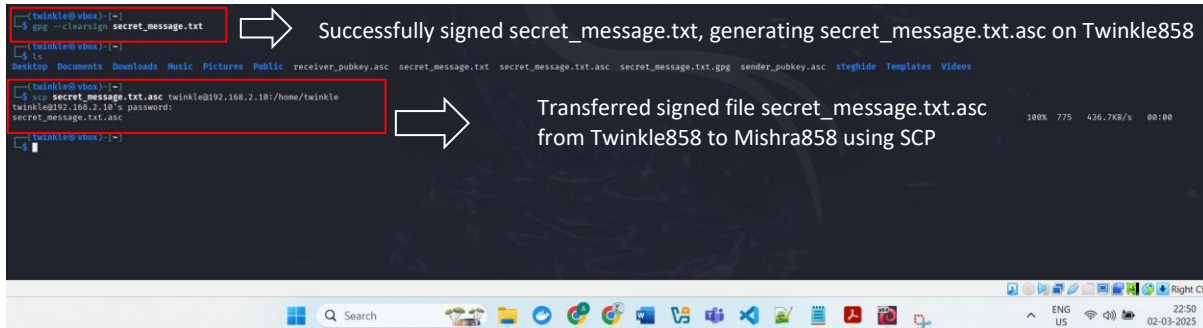 (twinkle㉿vbox)-[~]
$ gpg --clearsign secret_message.txt
Successfully signed secret_message.txt, generating secret_message.txt.asc on Twinkle858
(twinkle㉿vbox)-[~]
$ ls
Desktop Documents Downloads Music Pictures Public receiver_pubkey.asc secret_message.txt secret_message.txt.asc secret_message.txt.gpg sender_pubkey.asc steghide Templates Videos
(twinkle㉿vbox)-[~]
$ scp secret_message.txt.asc twinkle@192.168.2.10:/home/twinkle
twinkle@192.168.2.10's password:
secret_message.txt.asc 100% 775 436.7KB/s 00:00
Transferred signed file secret_message.txt.asc
from Twinkle858 to Mishra858 using SCP
(twinkle㉿vbox)-[~]
$
Right
Search
ENG
US
22:50
02-03-2025